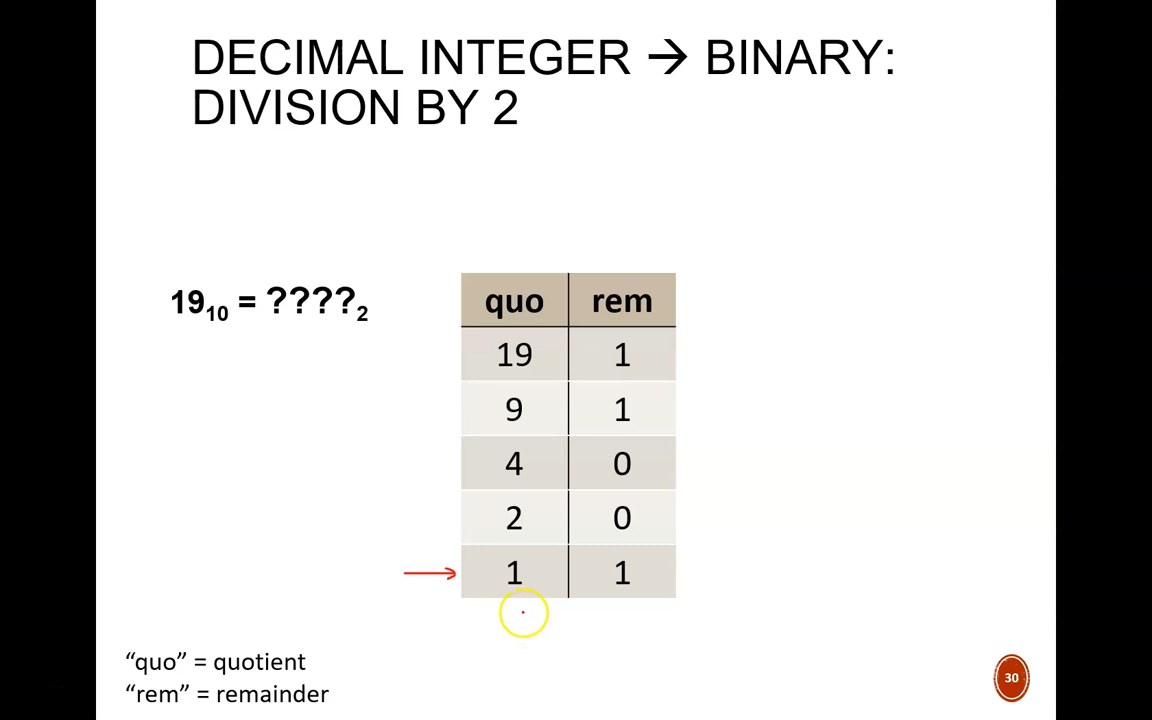 DECIMAL INTEGER → BINARY:
DIVISION BY 2
19₁₀ = ????₂
quo rem
19 1
9 1
4 0
2 0
1 1
“quo” = quotient
“rem” = remainder
30